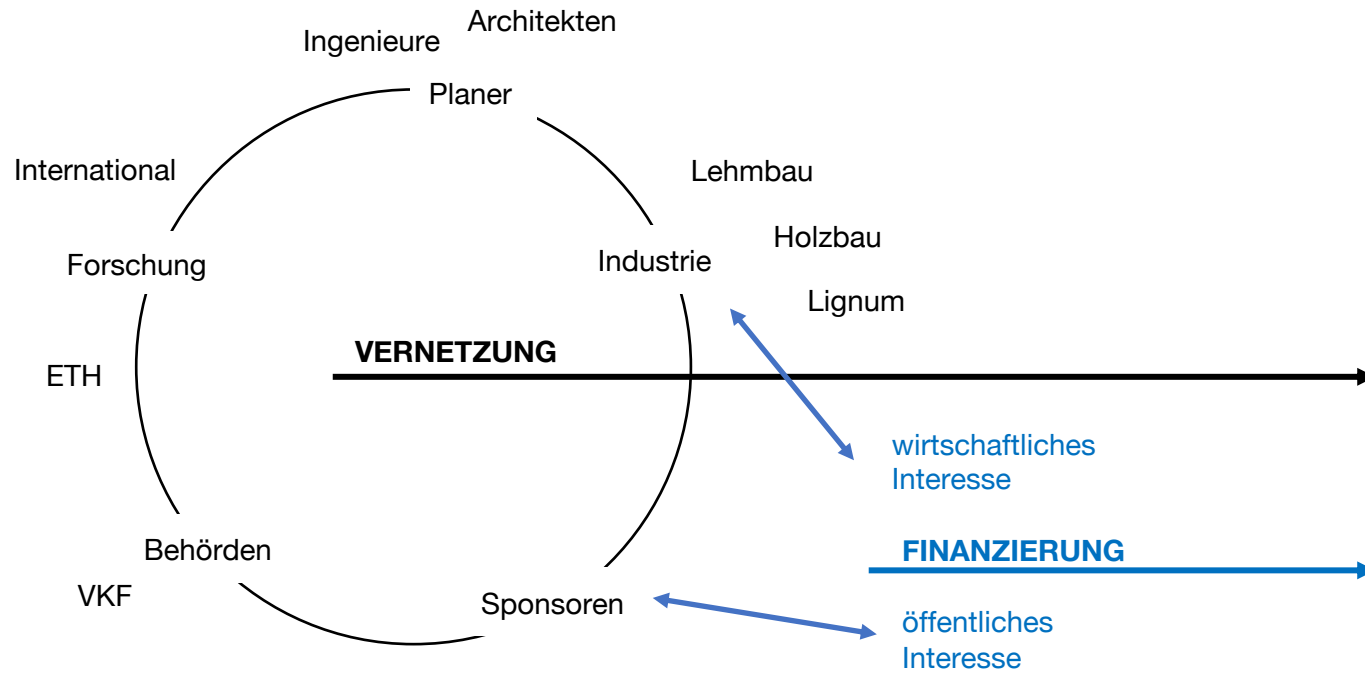 Architekten
Ingenieure
Planer
International
Lehmbau
Holzbau
Forschung
Industrie
Lignum
VERNETZUNG
ETH
wirtschaftliches
Interesse
Behörden
FINANZIERUNG
VKF
Sponsoren
öffentliches
Interesse